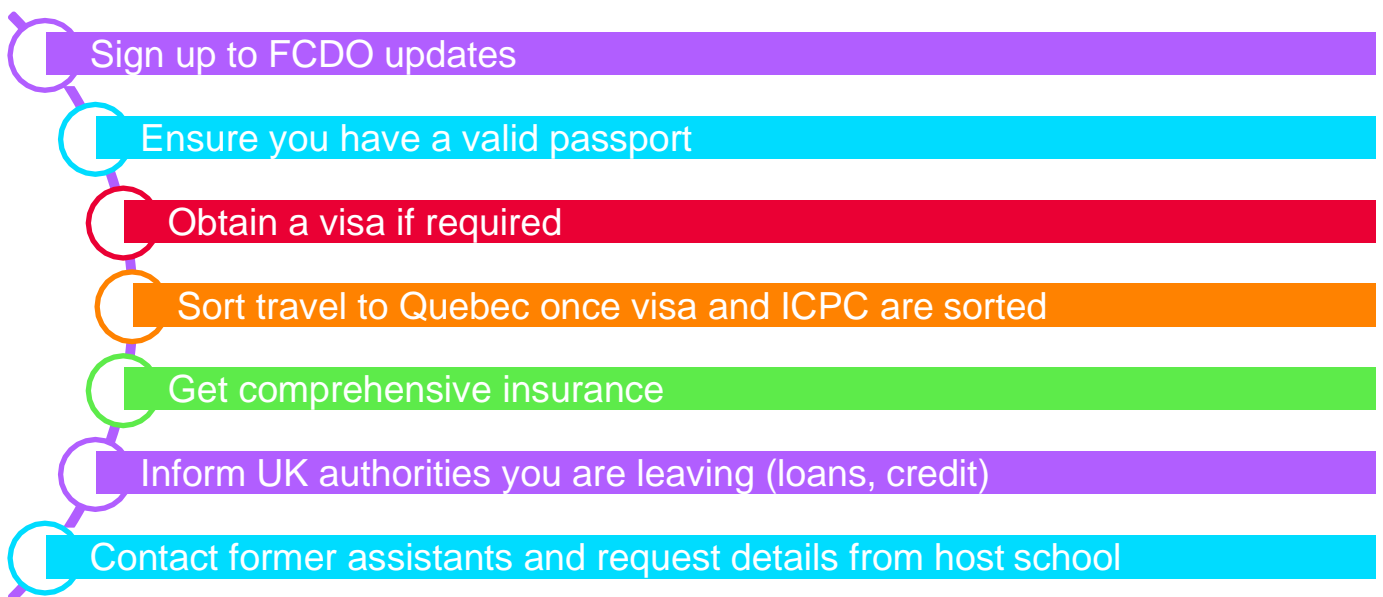 Sign up to FCDO updates
Ensure you have a valid passport
Obtain a visa if required
Sort travel to Quebec once visa and ICPC are sorted
Get comprehensive insurance
Inform UK authorities you are leaving (loans, credit)
Contact former assistants and request details from host school